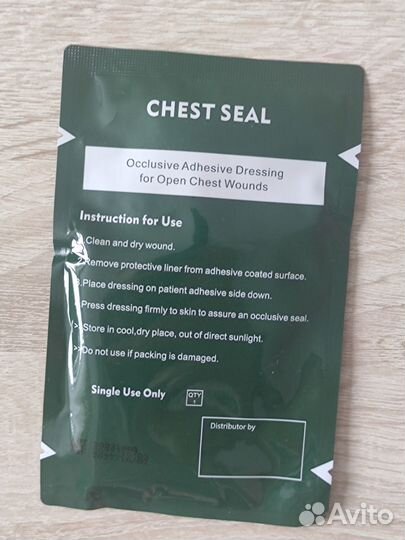 CHEST SEAL
Occlusive Adhesive Dressing
for Open Chest Wounds
Instruction for Use
.Clean and dry wound.
.Remove protective liner from adhesive coated surface.
.Place dressing on patient adhesive side down.
.Press dressing firmly to skin to assure an occlusive seal.
>>Store in cool,dry place, out of direct sunlight.
>>Do not use if packing is damaged.
Single Use Only
QTY
1
Distributor by
Avito